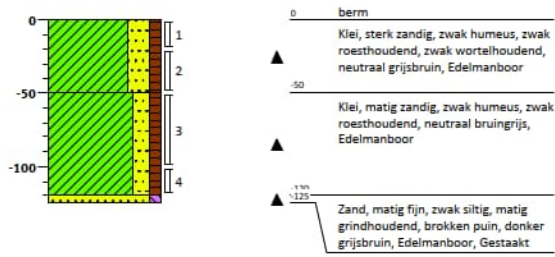 0
-50
-100
1
2
3
4
0 berm
Klei, sterk zandig, zwak humeus, zwak
roesthoudend, zwak wortelhoudend,
neutraal grijsbruin, Edelmanboor
-50
Klei, matig zandig, zwak humeus, zwak
roesthoudend, neutraal bruingrijs,
Edelmanboor
-120
-125
Zand, matig fijn, zwak siltig, matig
grindhoudend, brokken puin, donker
grijsbruin, Edelmanboor, Gestaakt